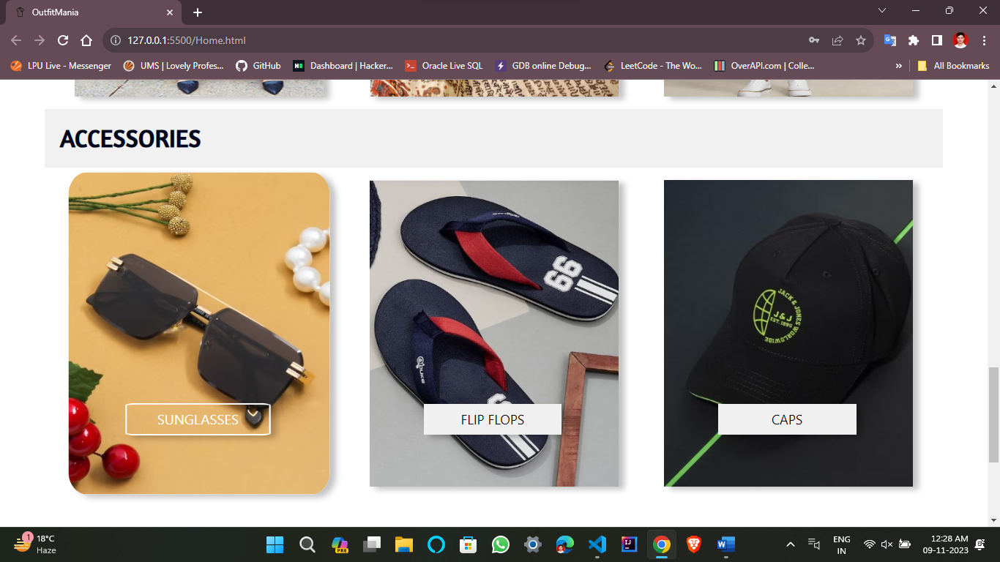 OutfitMania
127.0.0.1:5500/Home.html
LPU Live - Messenger
UMS | Lovely Profes...
GitHub
Dashboard | Hacker...
Oracle Live SQL
GDB online Debug...
LeetCode - The Wo...
OverAPI.com | Colle...
»
All Bookmarks
ACCESSORIES
66
DUKE
JACK & JONES WORLDWIDE
J&J
EST. 1990
SUNGLASSES
FLIP FLOPS
CAPS
1
18°C
Haze
PRE
ENG
IN
12:28 AM
09-11-2023